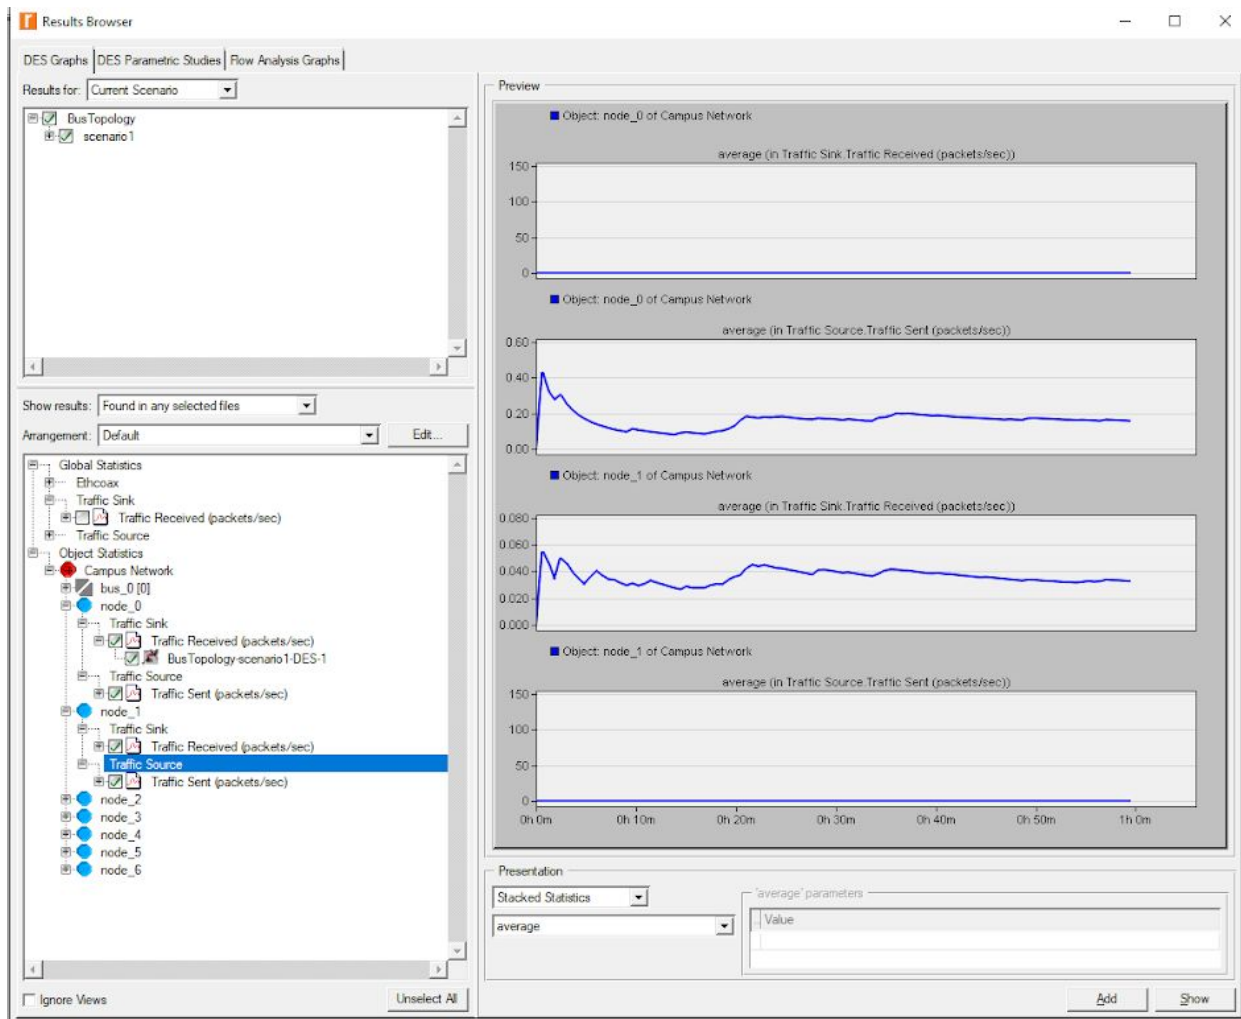 Results Browser
DES Graphs DES Parametric Studies Flow Analysis Graphs
Results for: Current Scenario
BusTopology
scenario1
Show results: Found in any selected files
Arrangement: Default Edit...
Global Statistics
Ethcoax
Traffic Sink
Traffic Received (packets/sec)
Traffic Source
Object Statistics
Campus Network
bus_0 [0]
node_0
Traffic Sink
Traffic Received (packets/sec)
BusTopology-scenario1-DES-1
Traffic Source
Traffic Sent (packets/sec)
node_1
Traffic Sink
Traffic Received (packets/sec)
Traffic Source
Traffic Sent (packets/sec)
node_2
node_3
node_4
node_5
node_6
Ignore Views Unselect All
Preview
Object: node_0 of Campus Network
average (in Traffic Sink.Traffic Received (packets/sec))
150
100
50
0
Object: node_0 of Campus Network
average (in Traffic Source.Traffic Sent (packets/sec))
0.60
0.40
0.20
0.00
Object: node_1 of Campus Network
average (in Traffic Sink.Traffic Received (packets/sec))
0.080
0.060
0.040
0.020
0.000
Object: node_1 of Campus Network
average (in Traffic Source.Traffic Sent (packets/sec))
150
100
50
0
0h 0m 0h 10m 0h 20m 0h 30m 0h 40m 0h 50m 1h 0m
Presentation
Stacked Statistics
average
'average' parameters
Value
Add Show